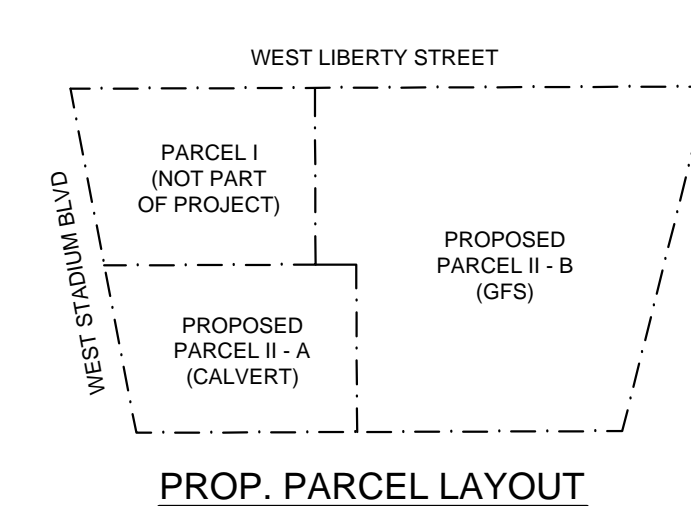 WEST LIBERTY STREET
PARCEL I
(NOT PART
OF PROJECT)
WEST STADIUM BLVD
PROPOSED
PARCEL II - B
(GFS)
PROPOSED
PARCEL II - A
(CALVERT)
PROP. PARCEL LAYOUT